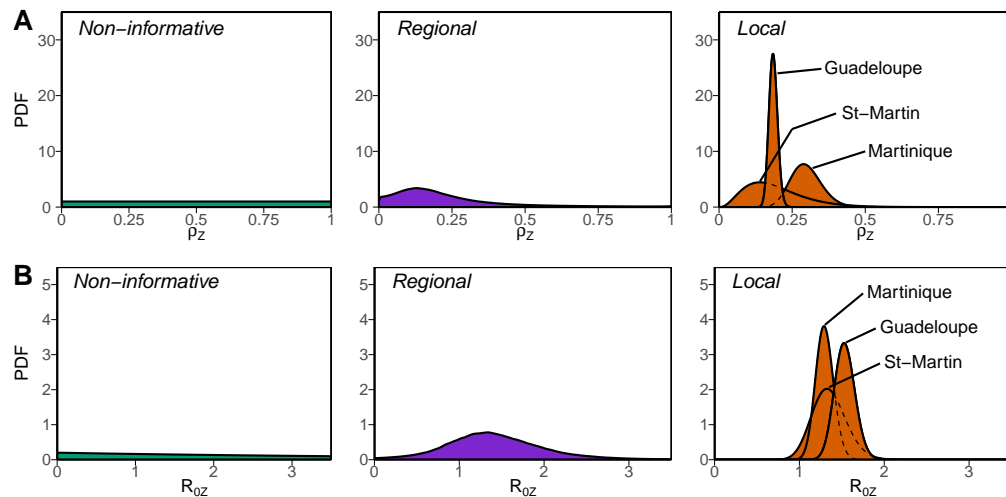 A
Non−informative
Regional
Local
PDF
30
20
10
0
0
0.25
0.5
0.75
1
ρZ
30
20
10
0
0
0.25
0.5
0.75
1
ρZ
30
20
10
0
0
0.25
0.5
0.75
ρZ
Guadeloupe
St−Martin
Martinique
B
Non−informative
Regional
Local
PDF
5
4
3
2
1
0
0
1
2
3
R0Z
5
4
3
2
1
0
0
1
2
3
R0Z
5
4
3
2
1
0
0
1
2
3
R0Z
Martinique
Guadeloupe
St−Martin